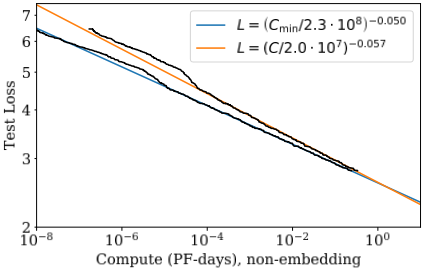 7
6
5
4
3
2
Test Loss
L = (C_min/2.3 · 10^8)^−0.050
L = (C/2.0 · 10^7)^−0.057
10^−8 10^−6 10^−4 10^−2 10^0
Compute (PF-days), non-embedding